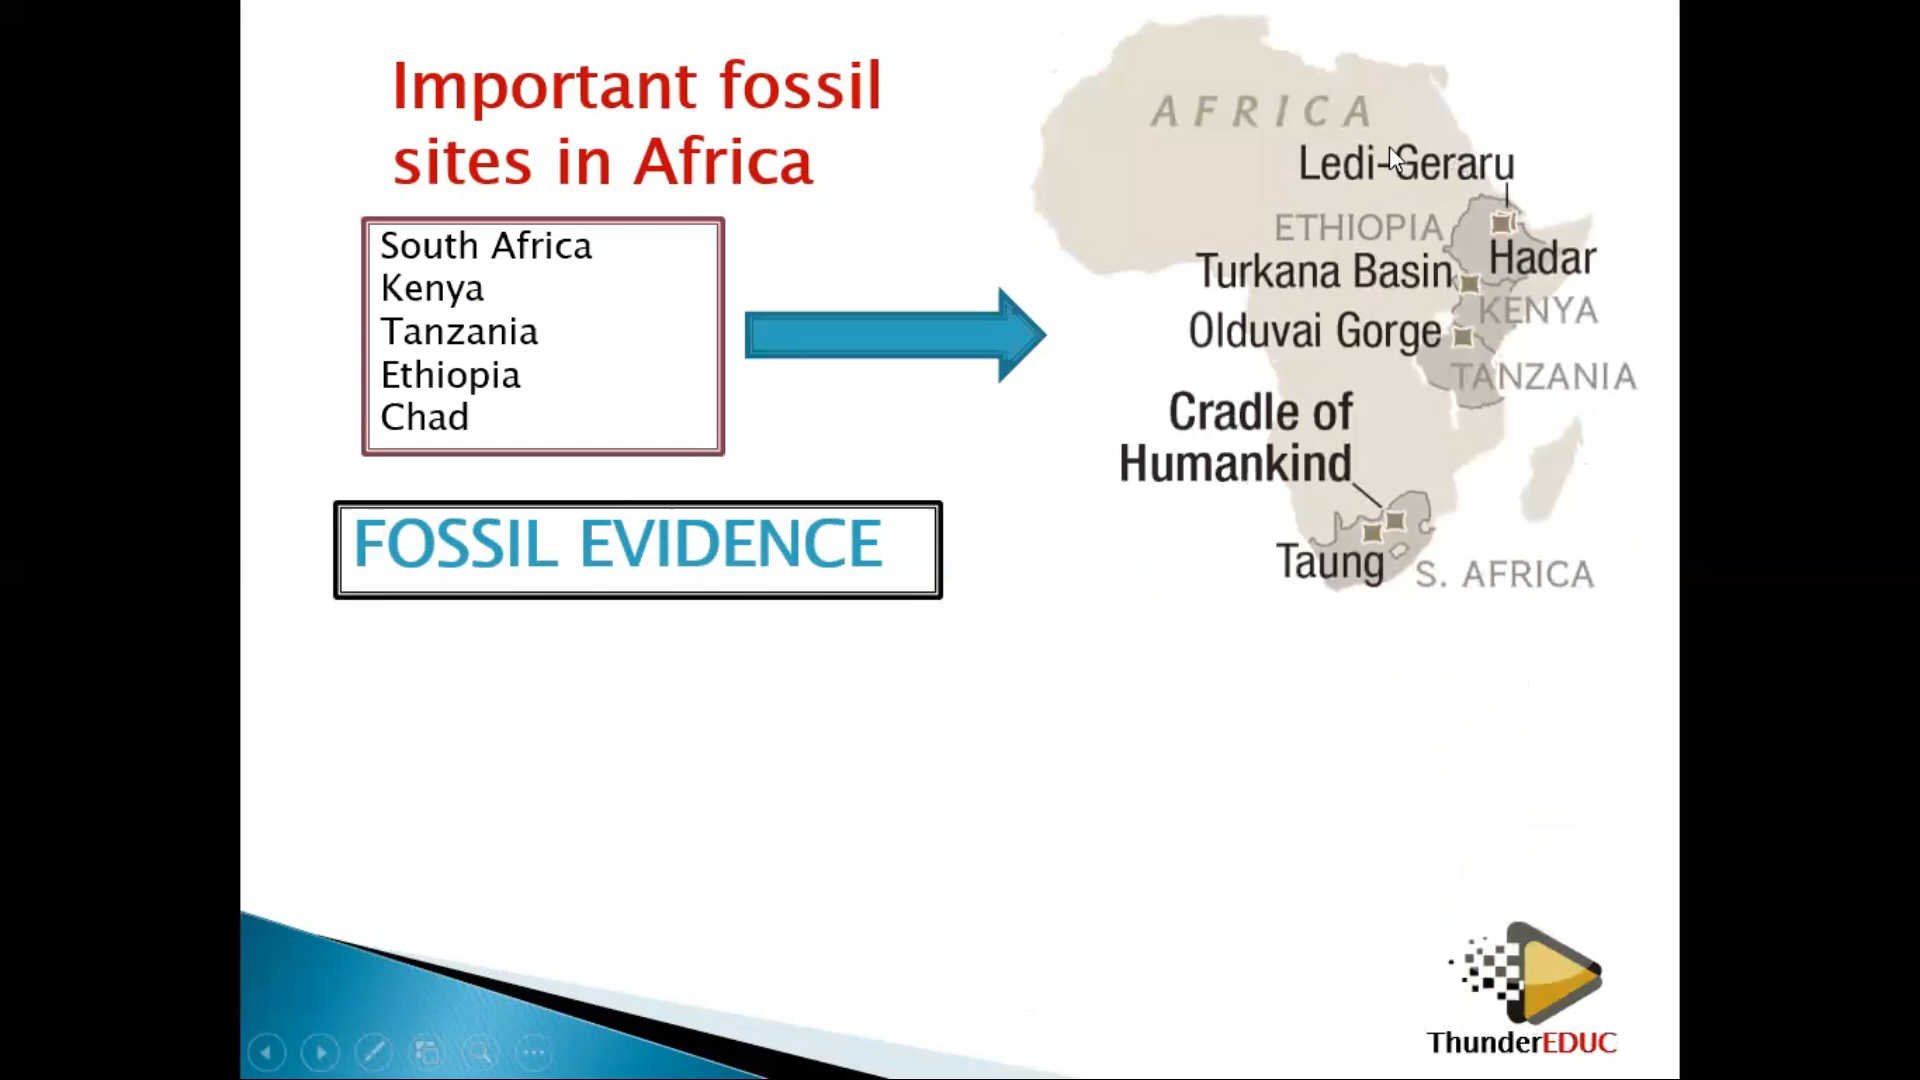 Important fossil
sites in Africa
South Africa
Kenya
Tanzania
Ethiopia
Chad
FOSSIL EVIDENCE
AFRICA
Ledi-Geraru
ETHIOPIA
Hadar
Turkana Basin
KENYA
Olduvai Gorge
TANZANIA
Cradle of
Humankind
Taung
S. AFRICA
ThunderEDUC